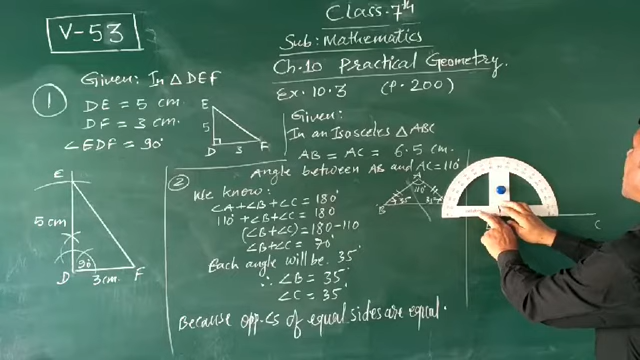 V-53
Class-7th
Sub: Mathematics
Ch.10 Practical Geometry.
Ex. 10.3 (P. 200)
① Given: In △DEF
DE = 5 cm.
DF = 3 cm.
∠EDF = 90°
E
5
D 3 F
E
5 cm
90°
D 3cm. F
Given:
In an Isosceles △ABC
AB = AC = 6.5 cm.
Angle between AB and AC = 110°
② We know:
∠A+∠B+∠C = 180°
110°+∠B+∠C = 180
(∠B+∠C) = 180-110
∠B+∠C = 70°
Each angle will be 35°
∴ ∠B = 35°
∠C = 35°
Because opp. ∠s of equal sides are equal.
A
110°
B 35°
C